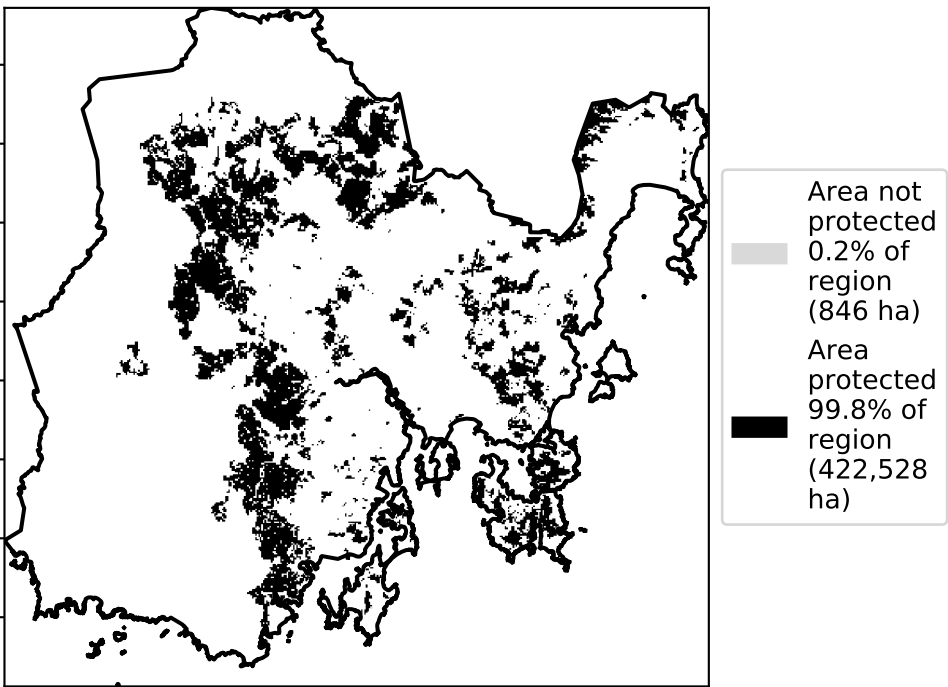 Area not
protected
0.2% of
region
(846 ha)
Area
protected
99.8% of
region
(422,528
ha)